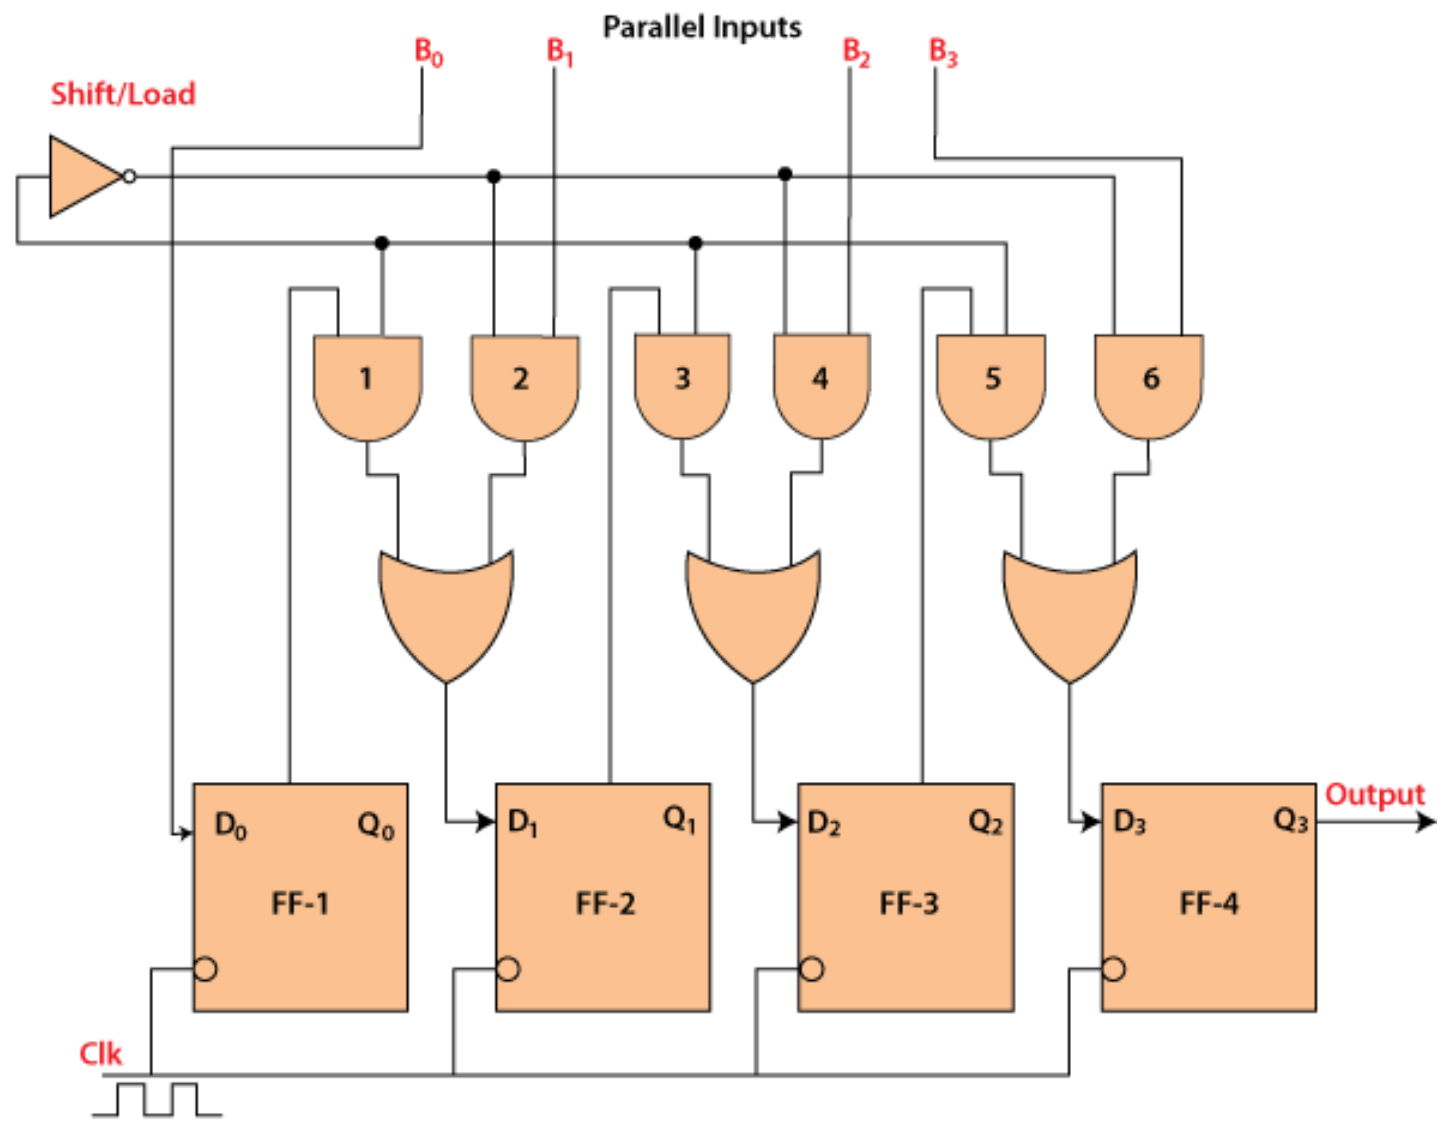 Parallel Inputs
B₀ B₁ B₂ B₃
Shift/Load
1 2 3 4 5 6
Output
D₀ Q₀ D₁ Q₁ D₂ Q₂ D₃ Q₃
FF-1 FF-2 FF-3 FF-4
Clk